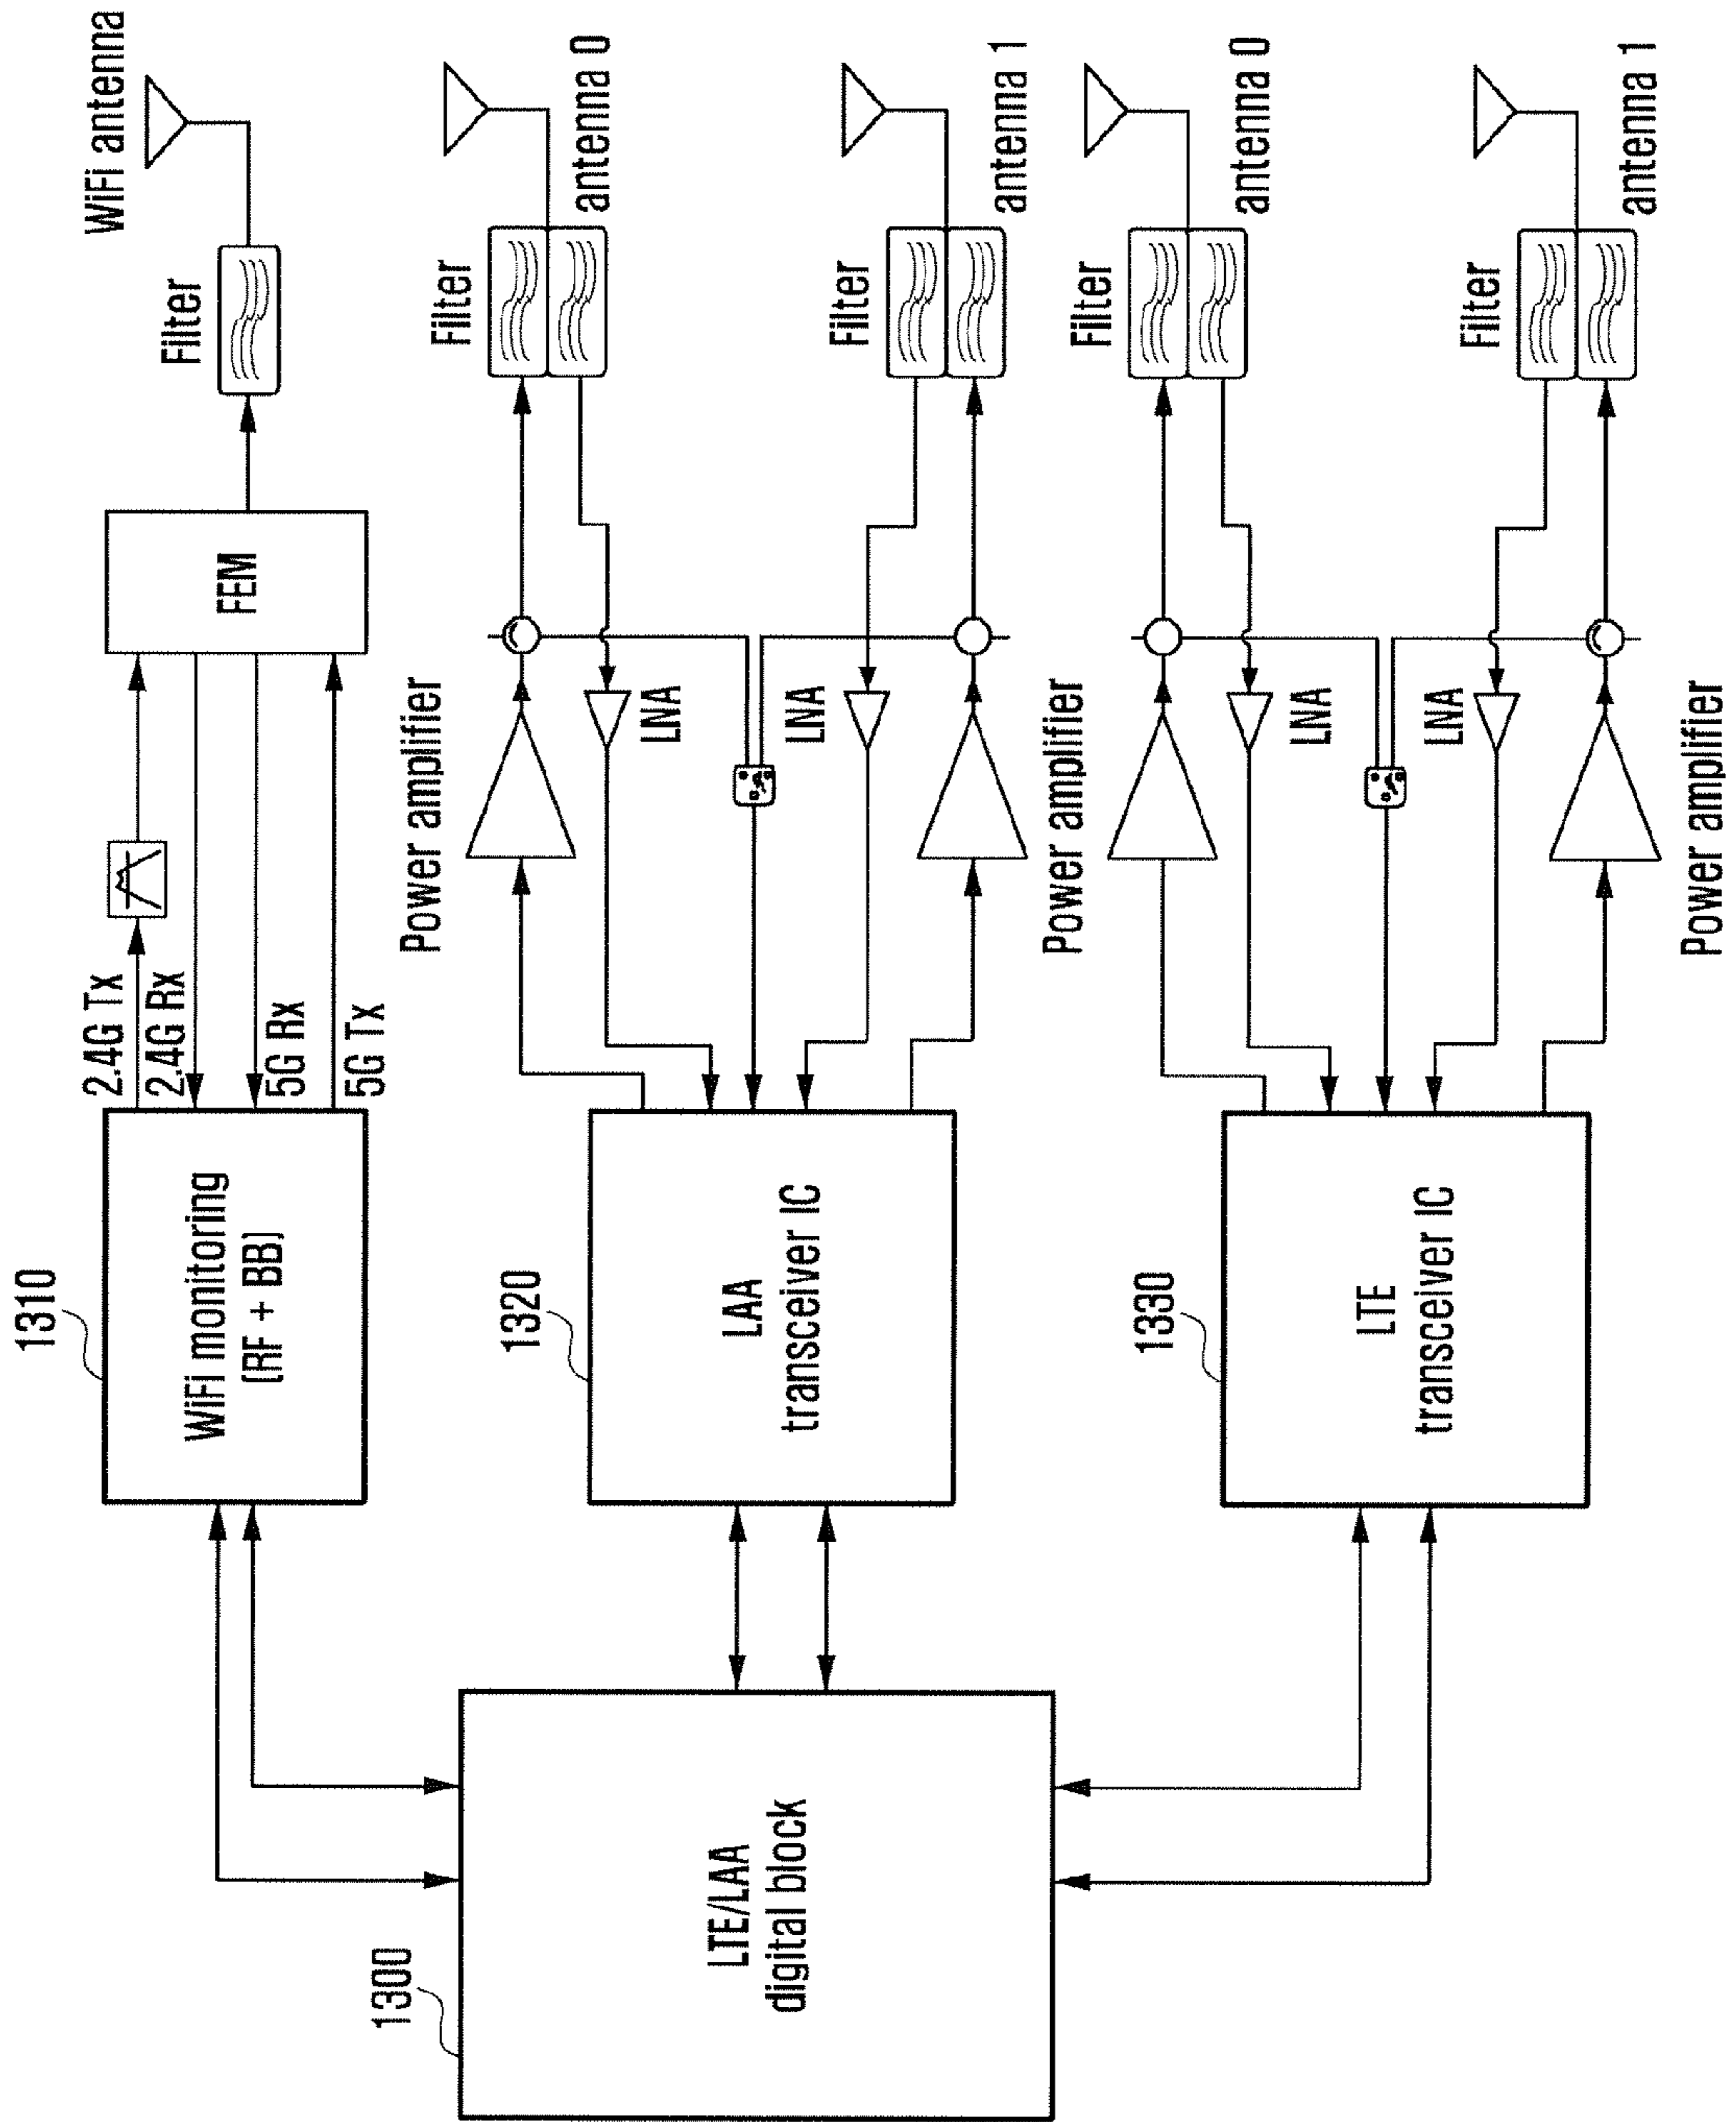 1300
LTE/LAA
digital block
1310
WiFi monitoring
(RF + BB)
2.4G Tx
2.4G Rx
5G Rx
5G Tx
FEM
Filter
WiFi antenna
1320
LAA
transceiver IC
Power amplifier
LNA
Filter
antenna 0
LNA
Power amplifier
Filter
antenna 1
1330
LTE
transceiver IC
LNA
Filter
antenna 0
LNA
Power amplifier
Filter
antenna 1